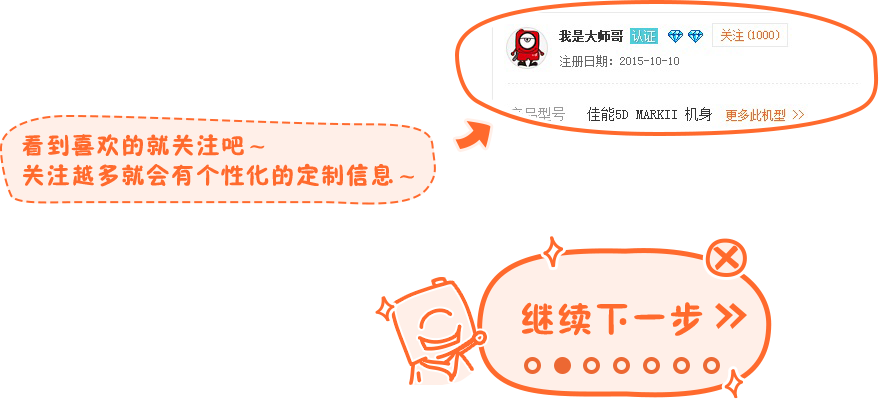 我是大师哥 认证 关注(1000)
注册日期：2015-10-10
产品型号 佳能5D MARKII 机身 更多此机型 >>
看到喜欢的就关注吧~
关注越多就会有个性化的定制信息~
继续下一步 >>